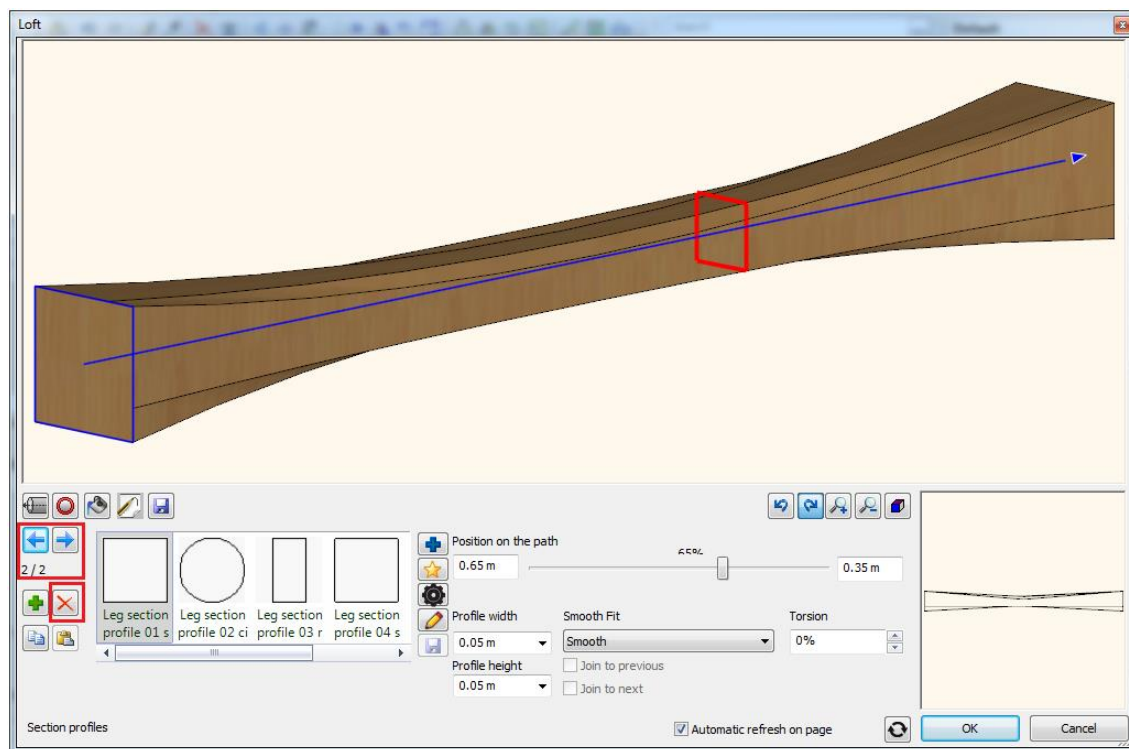 Loft
Default
Position on the path
0.65 m
65%
0.35 m
2 / 2
Leg section profile 01 s
Leg section profile 02 ci
Leg section profile 03 r
Leg section profile 04 s
Profile width
Smooth Fit
Torsion
0.05 m
Smooth
0%
Profile height
Join to previous
0.05 m
Join to next
Section profiles
Automatic refresh on page
OK
Cancel